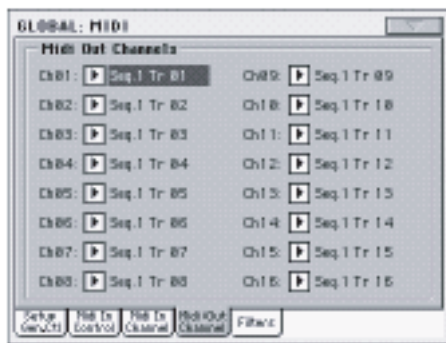 GLOBAL: MIDI
Midi Out Channels
Ch01: Seq.1 Tr 01
Ch02: Seq.1 Tr 02
Ch03: Seq.1 Tr 03
Ch04: Seq.1 Tr 04
Ch05: Seq.1 Tr 05
Ch06: Seq.1 Tr 06
Ch07: Seq.1 Tr 07
Ch08: Seq.1 Tr 08
Ch09: Seq.1 Tr 09
Ch10: Seq.1 Tr 10
Ch11: Seq.1 Tr 11
Ch12: Seq.1 Tr 12
Ch13: Seq.1 Tr 13
Ch14: Seq.1 Tr 14
Ch15: Seq.1 Tr 15
Ch16: Seq.1 Tr 16
Setup
Gen.Ctl
Midi In
Control
Midi In
Channel
Midi Out
Channel
Filters